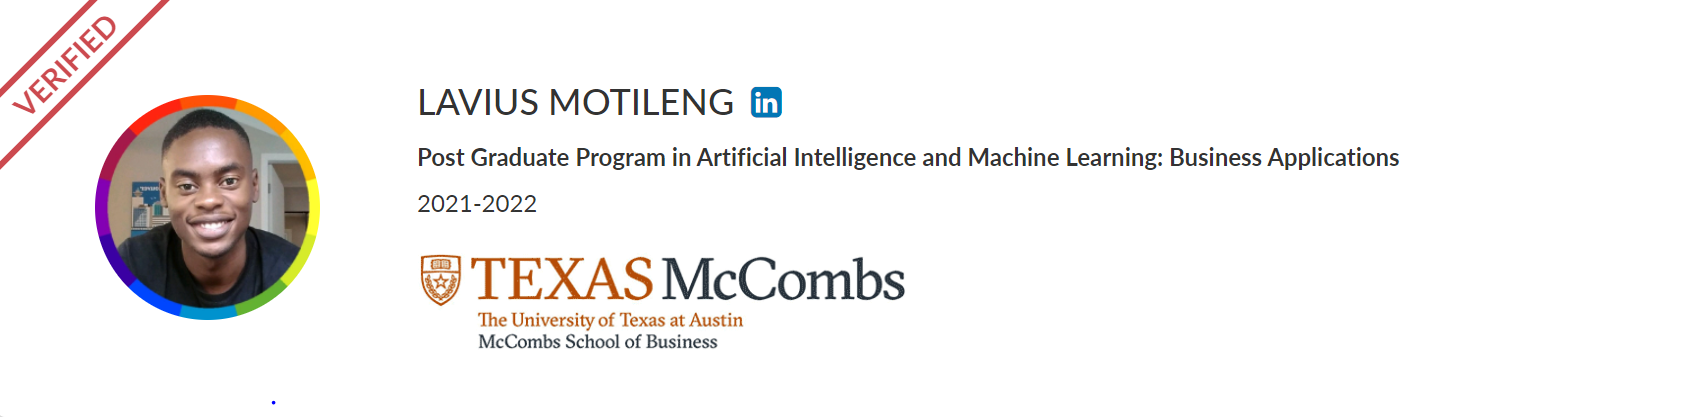 VERIFIED
LAVIUS MOTILENG in
Post Graduate Program in Artificial Intelligence and Machine Learning: Business Applications
2021-2022
TEXAS McCombs
The University of Texas at Austin
McCombs School of Business